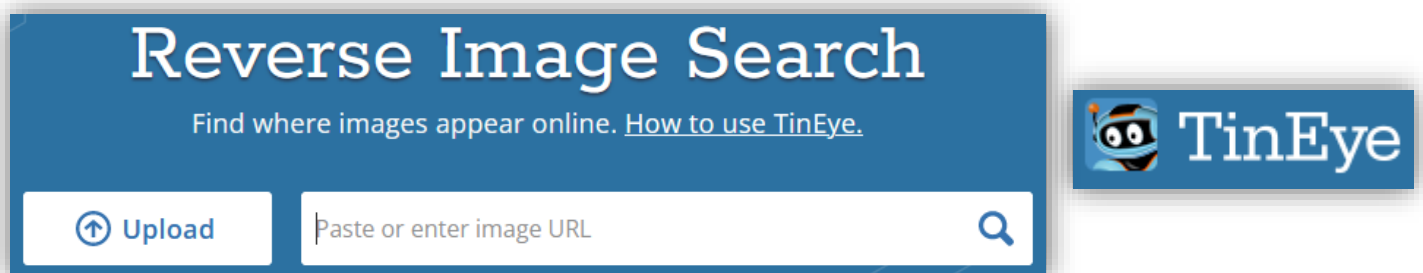 Reverse Image Search
Find where images appear online. How to use TinEye.
Upload
Paste or enter image URL
TinEye